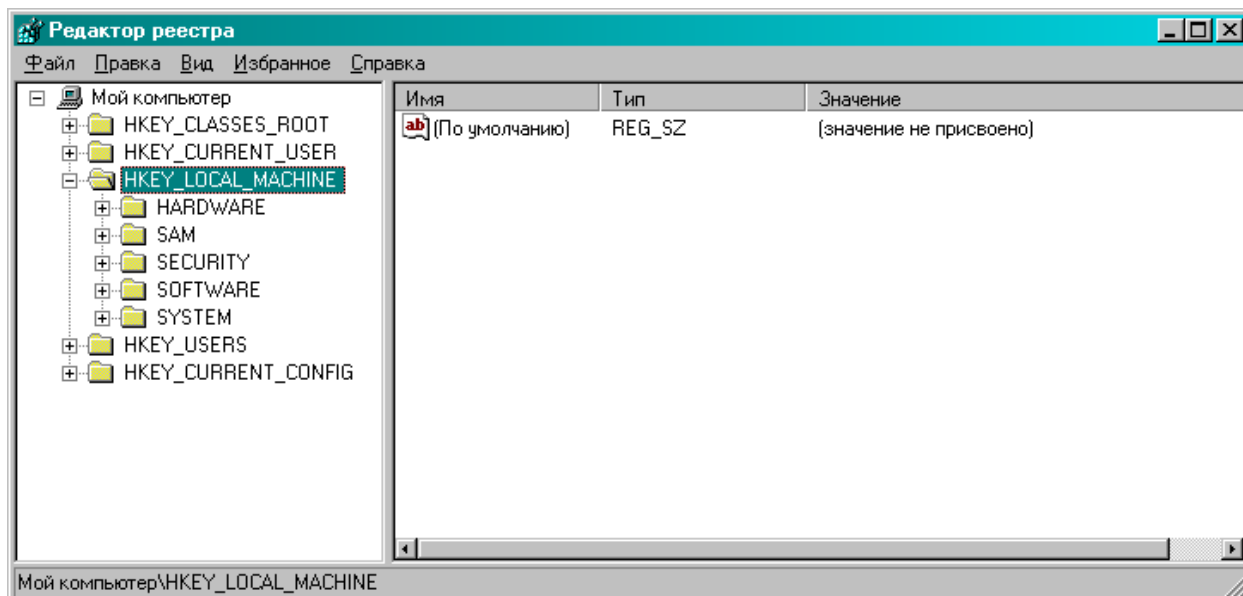 Редактор реестра
Файл Правка Вид Избранное Справка
Мой компьютер
HKEY_CLASSES_ROOT
HKEY_CURRENT_USER
HKEY_LOCAL_MACHINE
HARDWARE
SAM
SECURITY
SOFTWARE
SYSTEM
HKEY_USERS
HKEY_CURRENT_CONFIG
Имя Тип Значение
ab (По умолчанию) REG_SZ (значение не присвоено)
Мой компьютер\HKEY_LOCAL_MACHINE